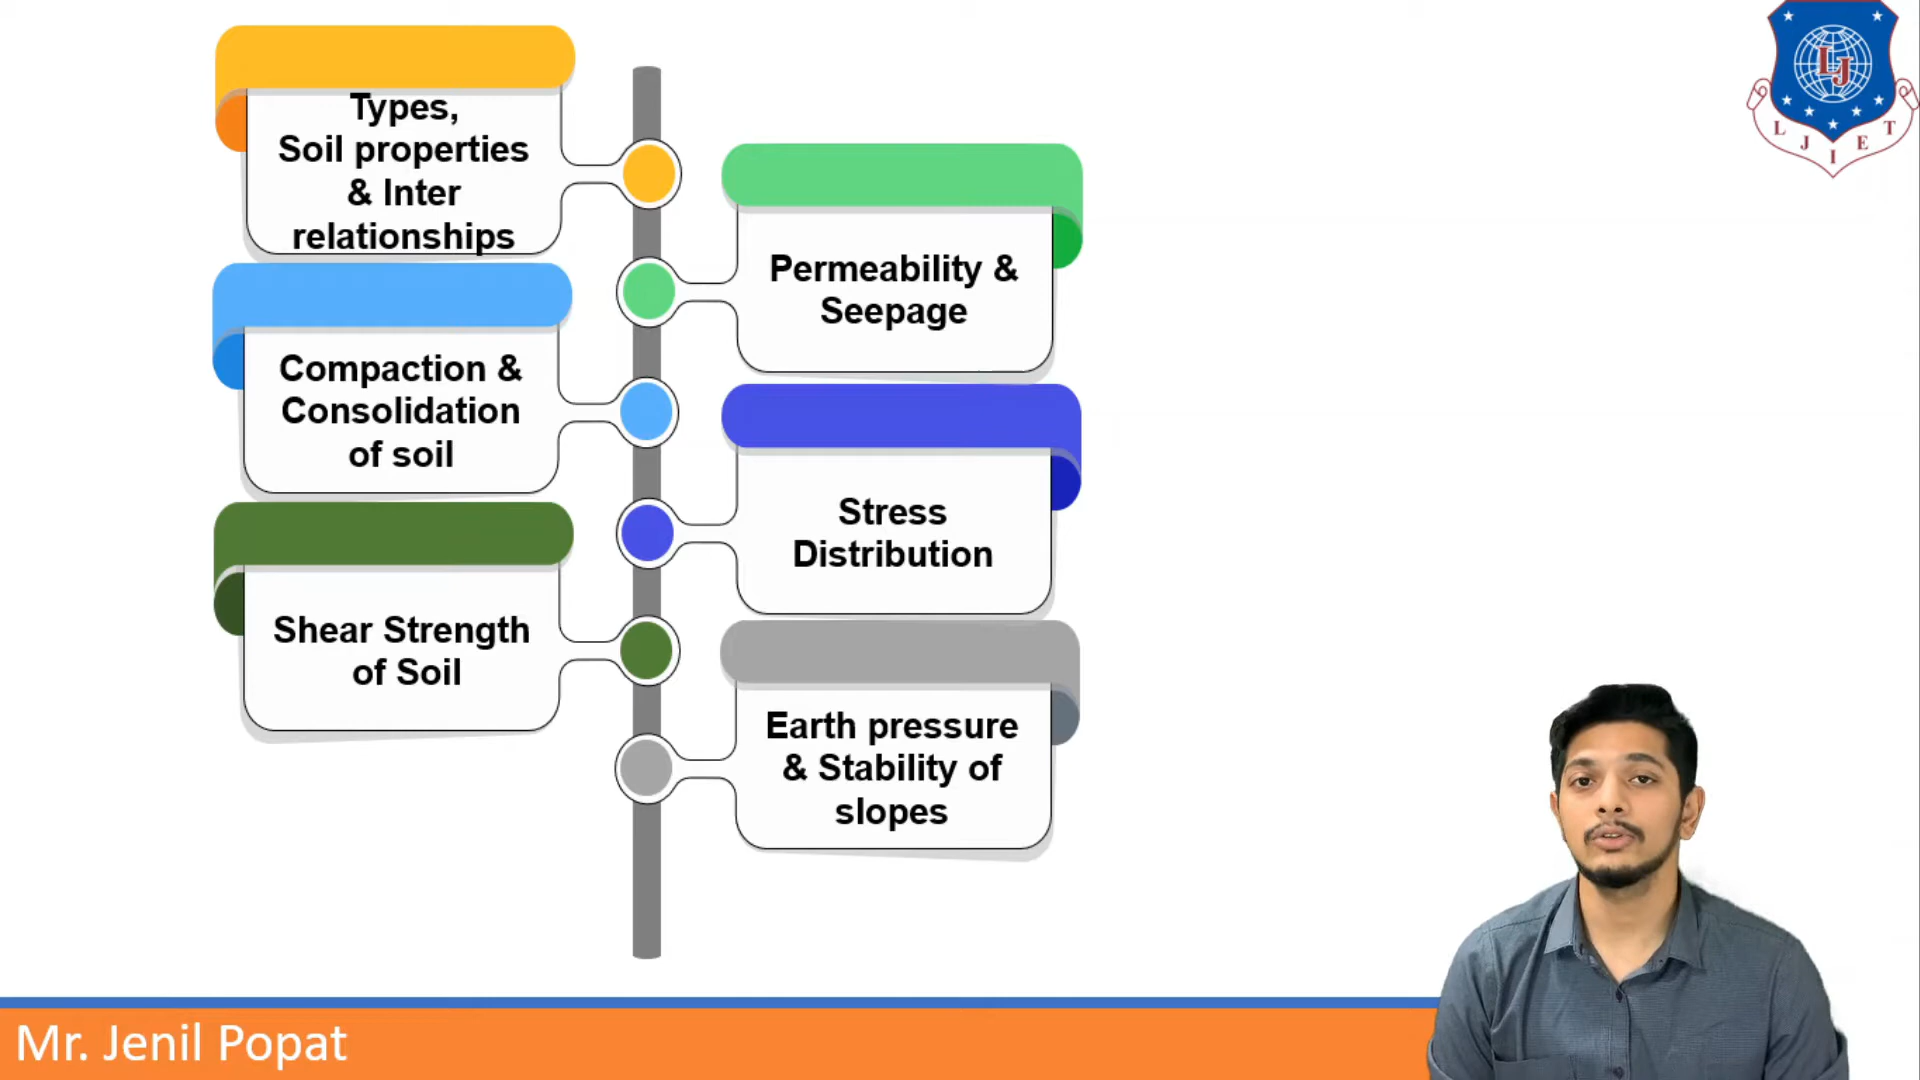 Types,
Soil properties
& Inter
relationships
Permeability &
Seepage
Compaction &
Consolidation
of soil
Stress
Distribution
Shear Strength
of Soil
Earth pressure
& Stability of
slopes
LJ
L J I E T
Mr. Jenil Popat